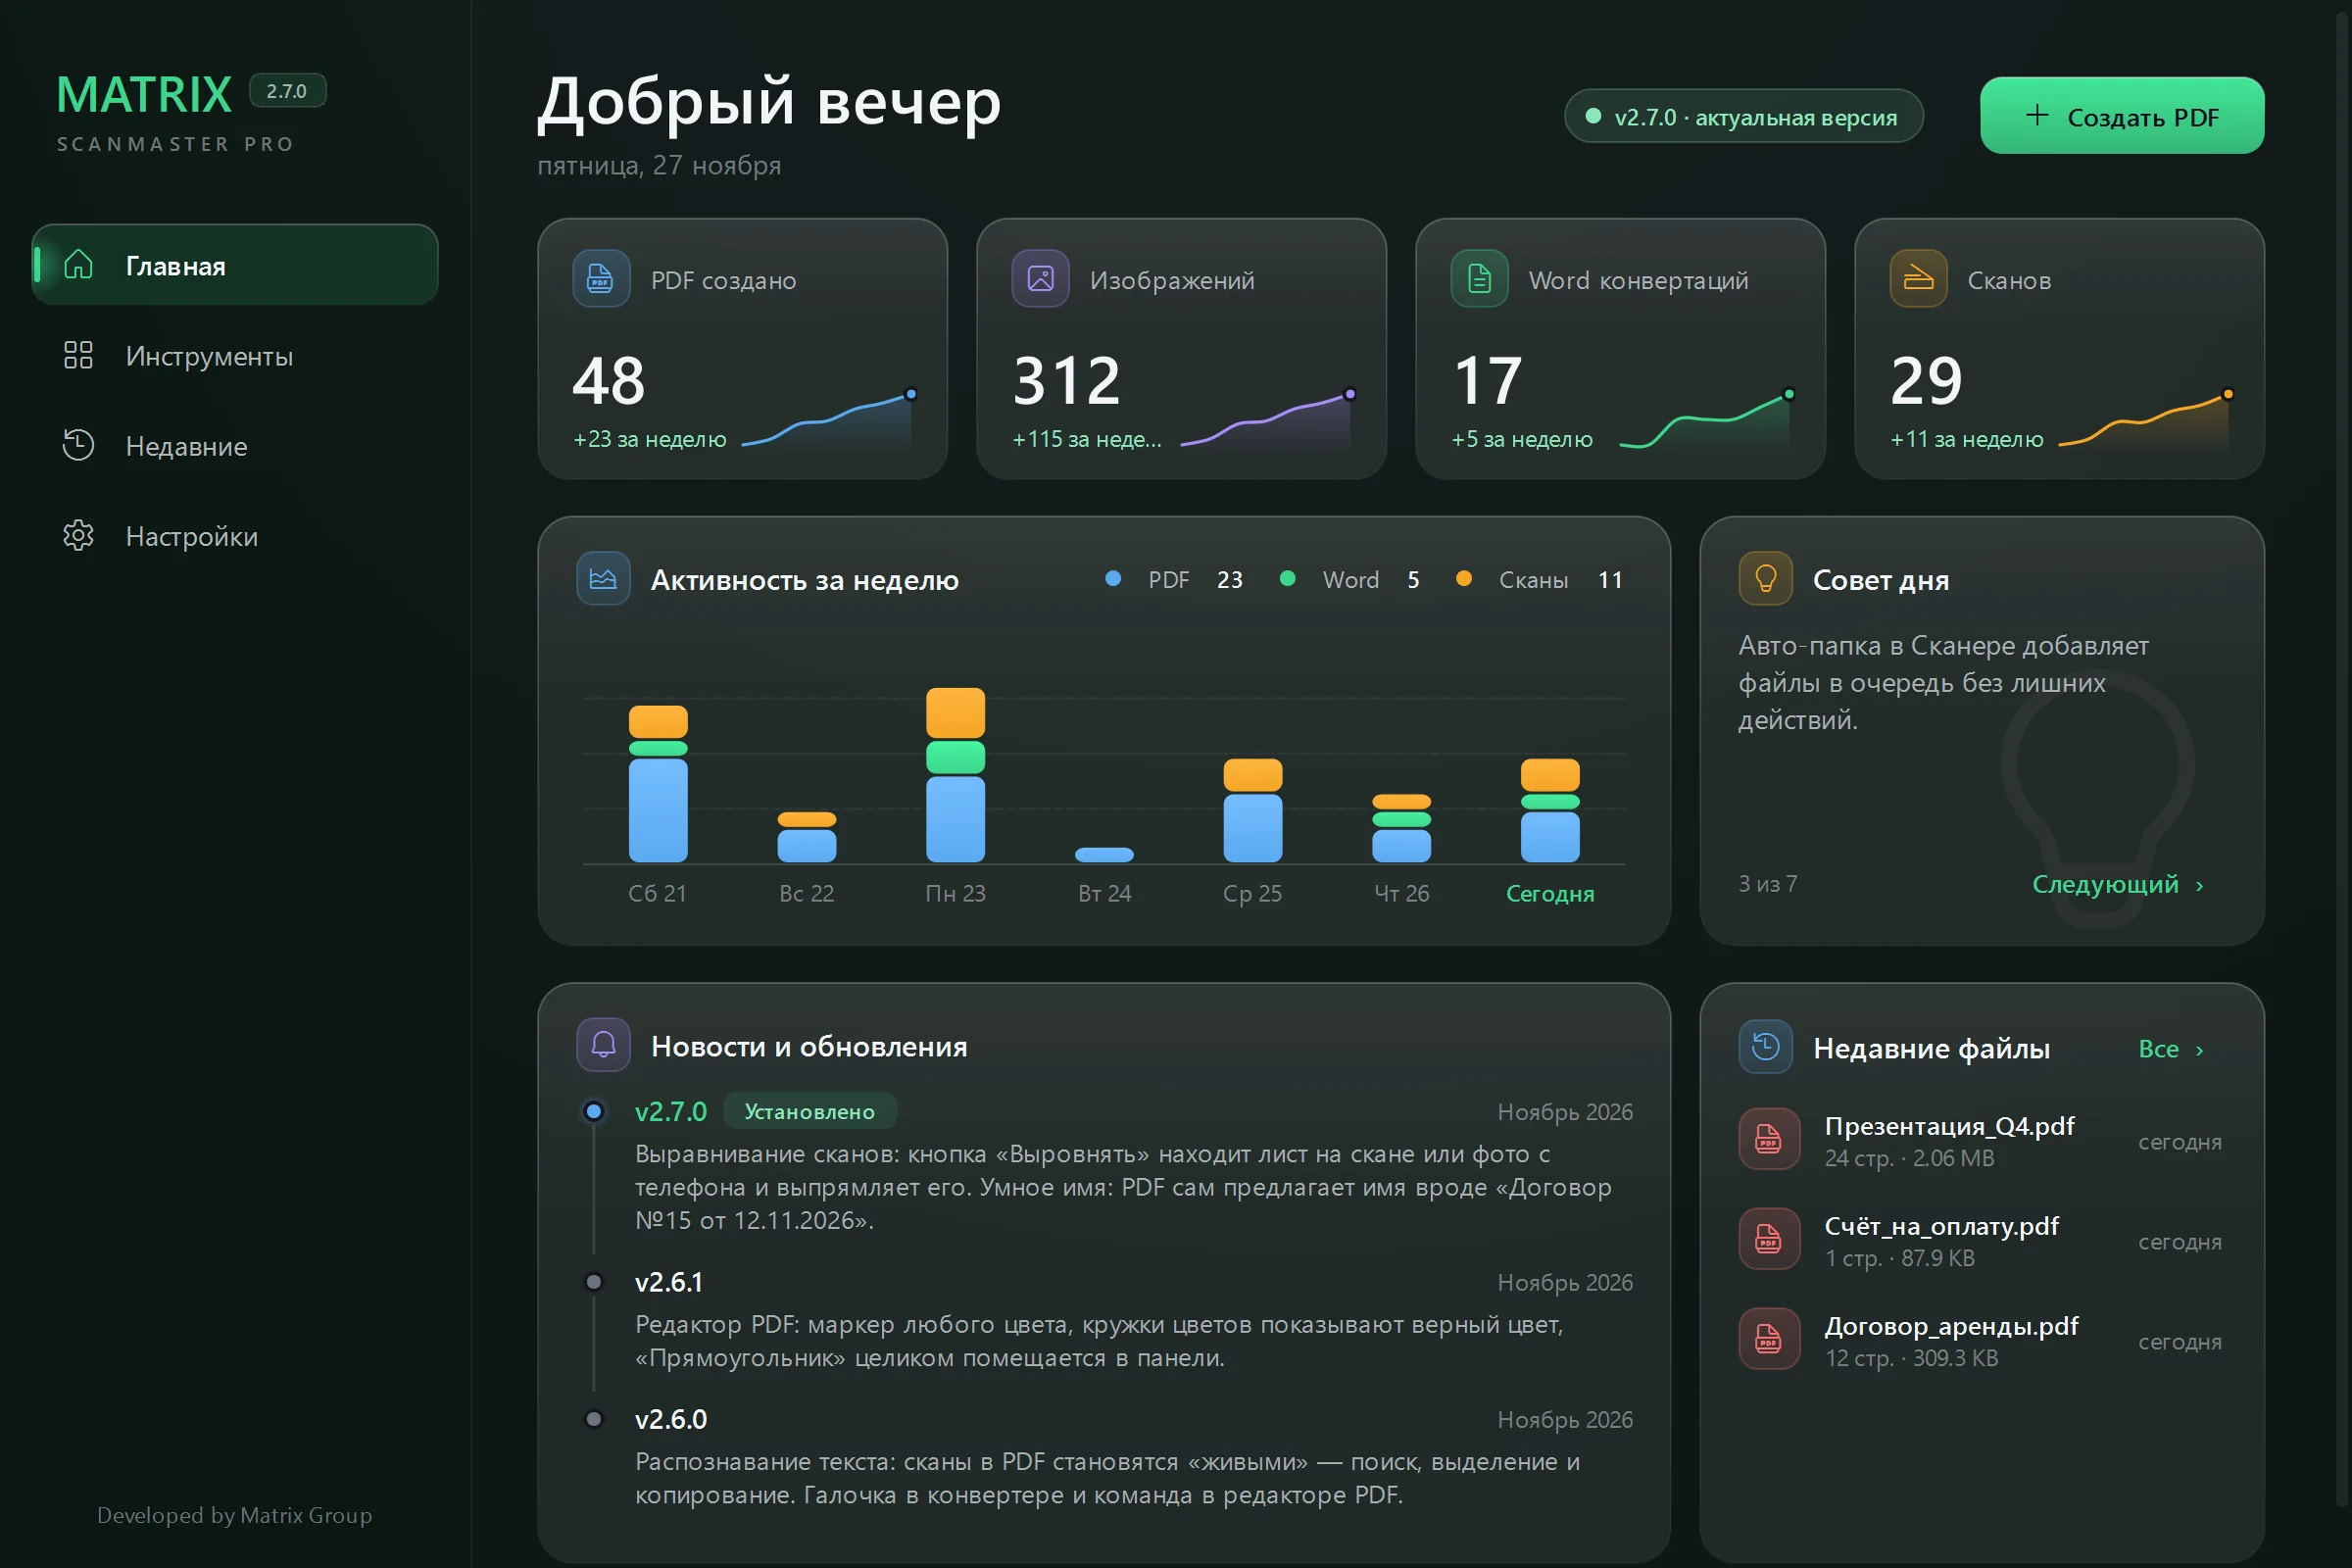 MATRIX 2.7.0
SCANMASTER PRO
Главная
Инструменты
Недавние
Настройки
Developed by Matrix Group
Добрый вечер
пятница, 27 ноября
v2.7.0 · актуальная версия
+ Создать PDF
PDF создано
48
+23 за неделю
Изображений
312
+115 за неде...
Word конвертаций
17
+5 за неделю
Сканов
29
+11 за неделю
Активность за неделю
PDF 23 Word 5 Сканы 11
Сб 21 Вс 22 Пн 23 Вт 24 Ср 25 Чт 26 Сегодня
Совет дня
Авто-папка в Сканере добавляет
файлы в очередь без лишних
действий.
3 из 7 Следующий ›
Новости и обновления
v2.7.0 Установлено Ноябрь 2026
Выравнивание сканов: кнопка «Выровнять» находит лист на скане или фото с
телефона и выпрямляет его. Умное имя: PDF сам предлагает имя вроде «Договор
№15 от 12.11.2026».
v2.6.1 Ноябрь 2026
Редактор PDF: маркер любого цвета, кружки цветов показывают верный цвет,
«Прямоугольник» целиком помещается в панели.
v2.6.0 Ноябрь 2026
Распознавание текста: сканы в PDF становятся «живыми» — поиск, выделение и
копирование. Галочка в конвертере и команда в редакторе PDF.
Недавние файлы Все ›
PDF
Презентация_Q4.pdf сегодня
24 стр. · 2.06 MB
PDF
Счёт_на_оплату.pdf сегодня
1 стр. · 87.9 KB
PDF
Договор_аренды.pdf сегодня
12 стр. · 309.3 KB